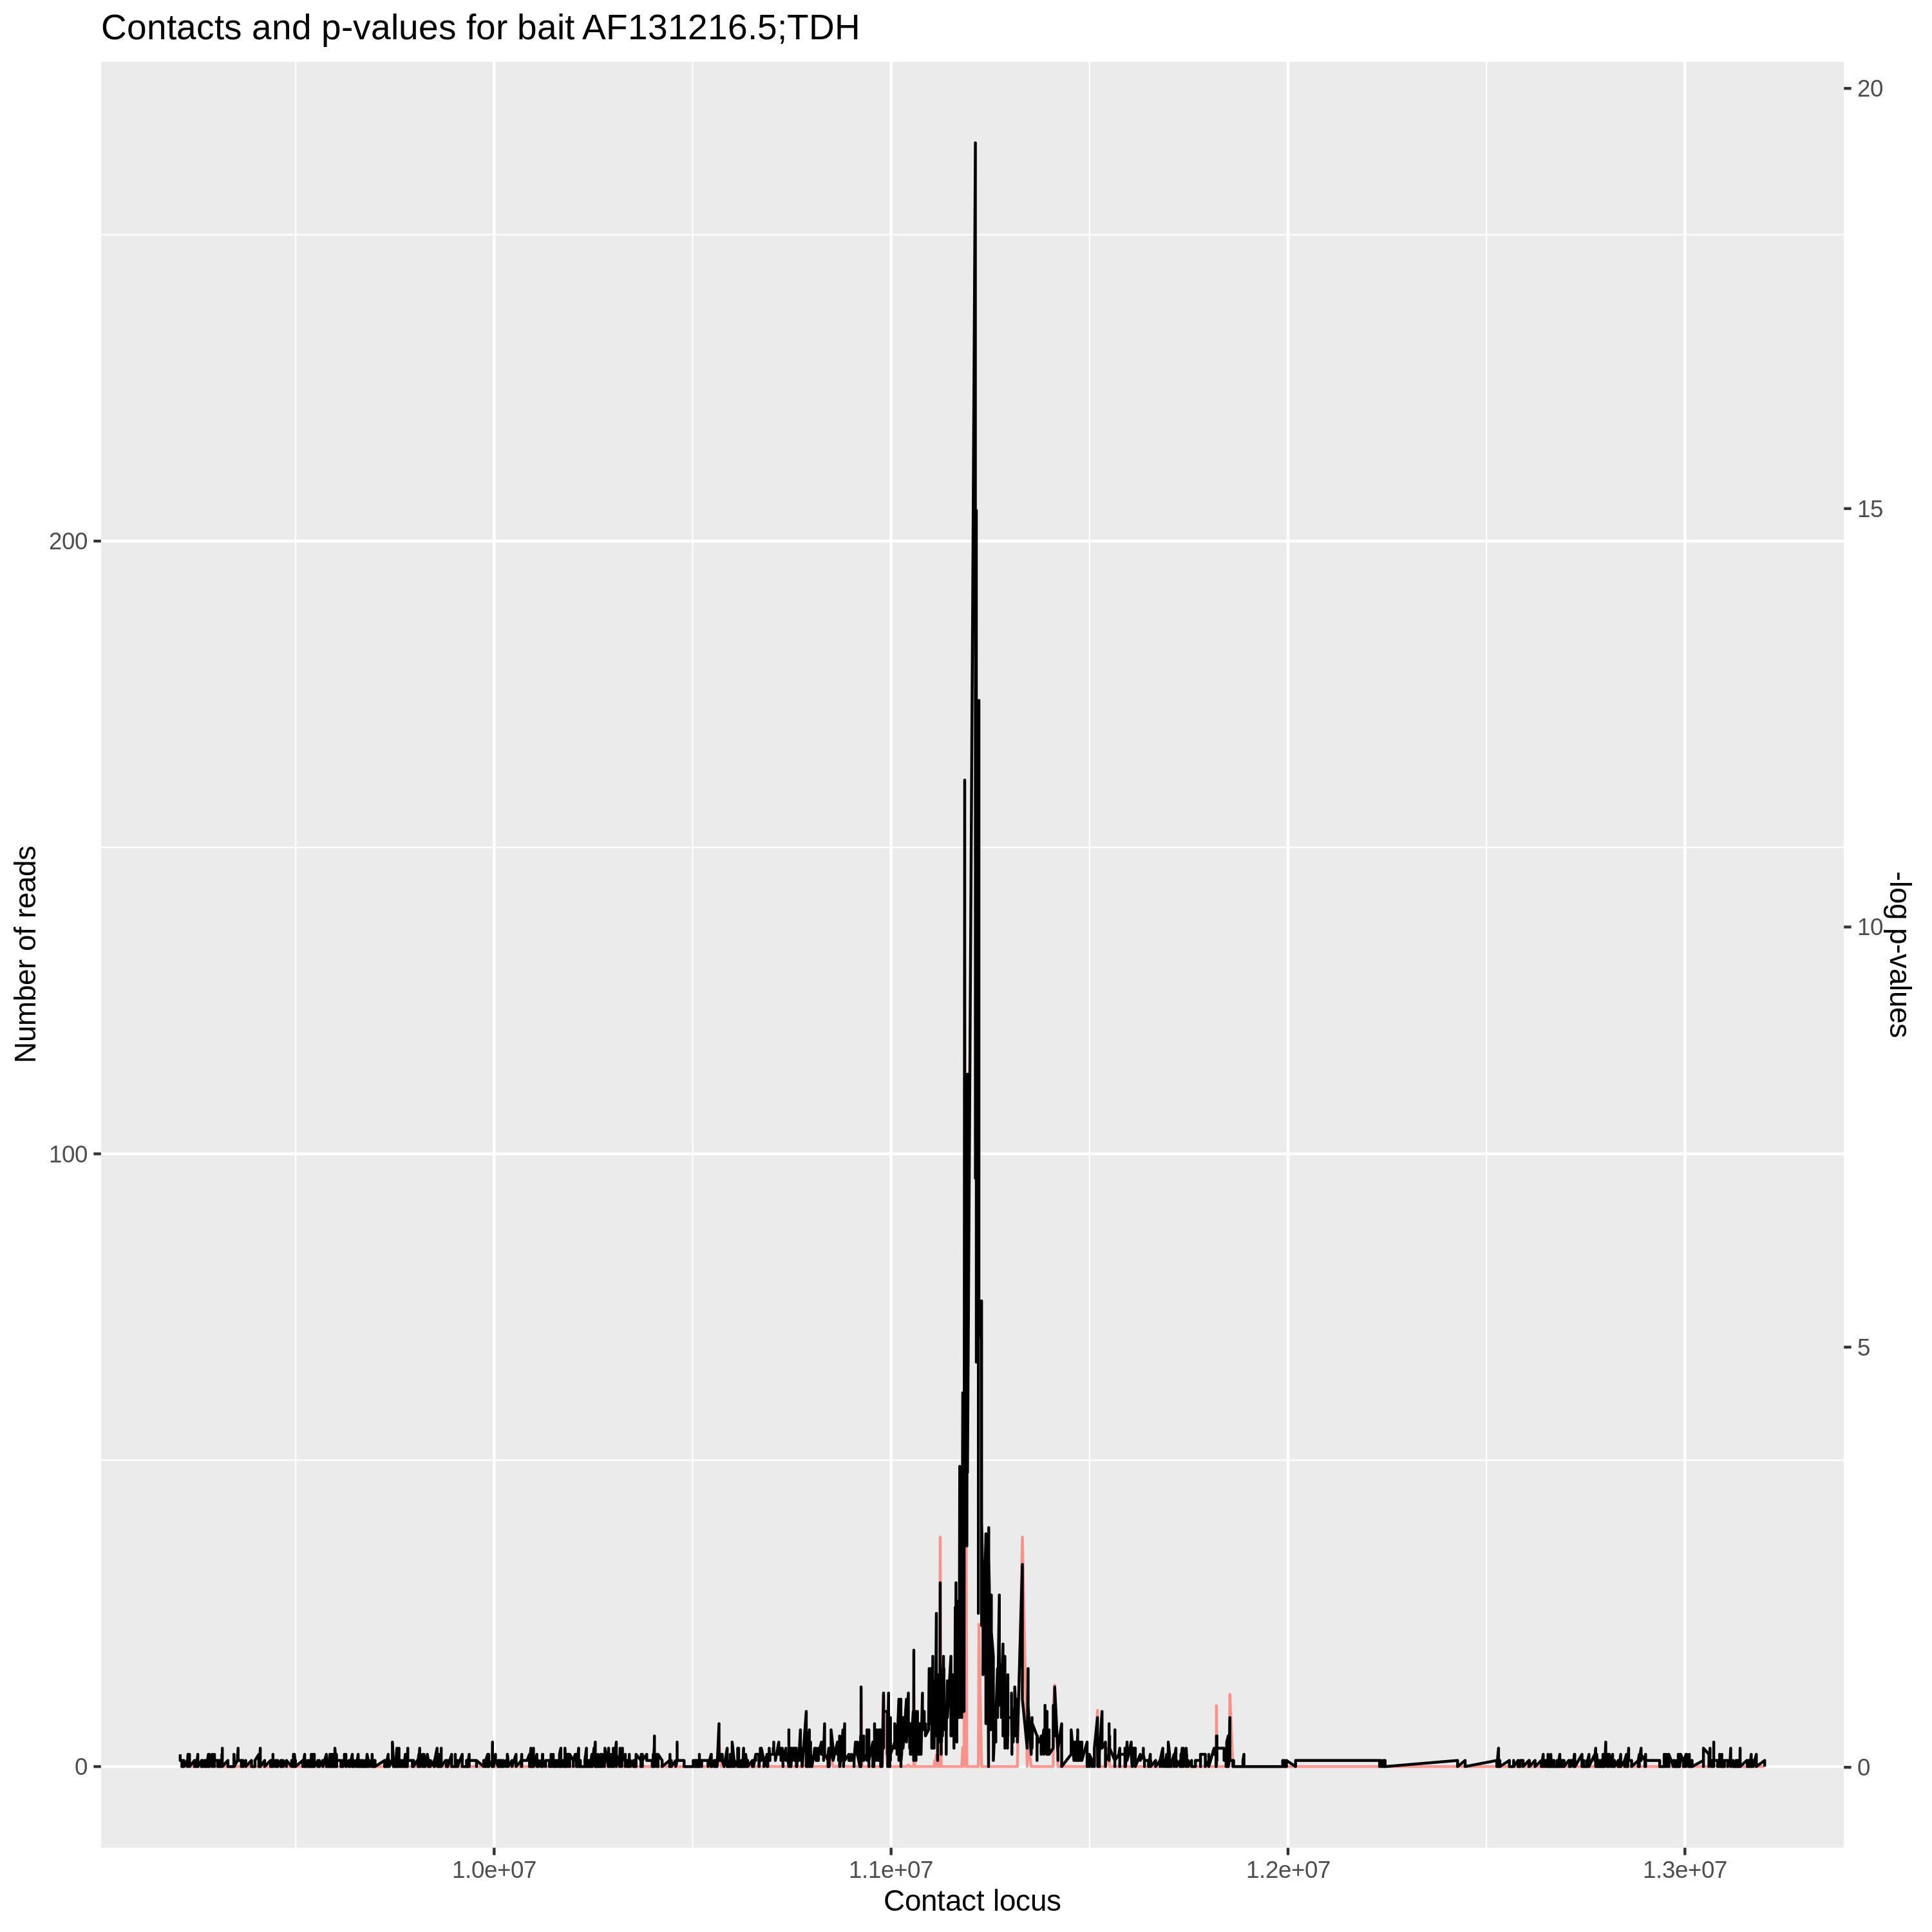 Contacts and p-values for bait AF131216.5;TDH
20
15
10
5
0
200
100
0
Number of reads
-log p-values
1.0e+07
1.1e+07
1.2e+07
1.3e+07
Contact locus